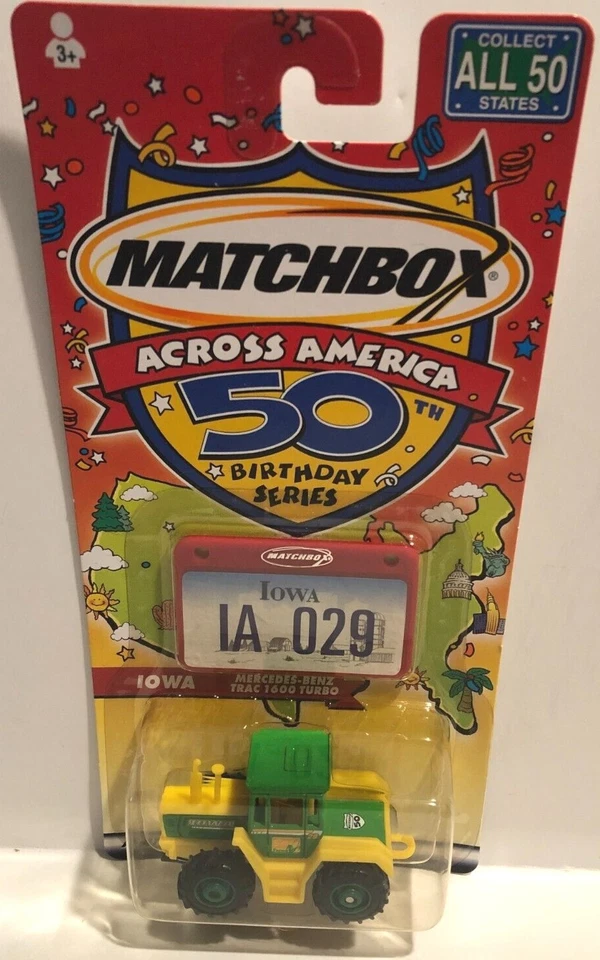 3+
COLLECT
ALL 50
STATES
MATCHBOX®
ACROSS AMERICA
50TH
BIRTHDAY
SERIES
MATCHBOX
IOWA
IA 029
IOWA
MERCEDES-BENZ
TRAC 1600 TURBO
50